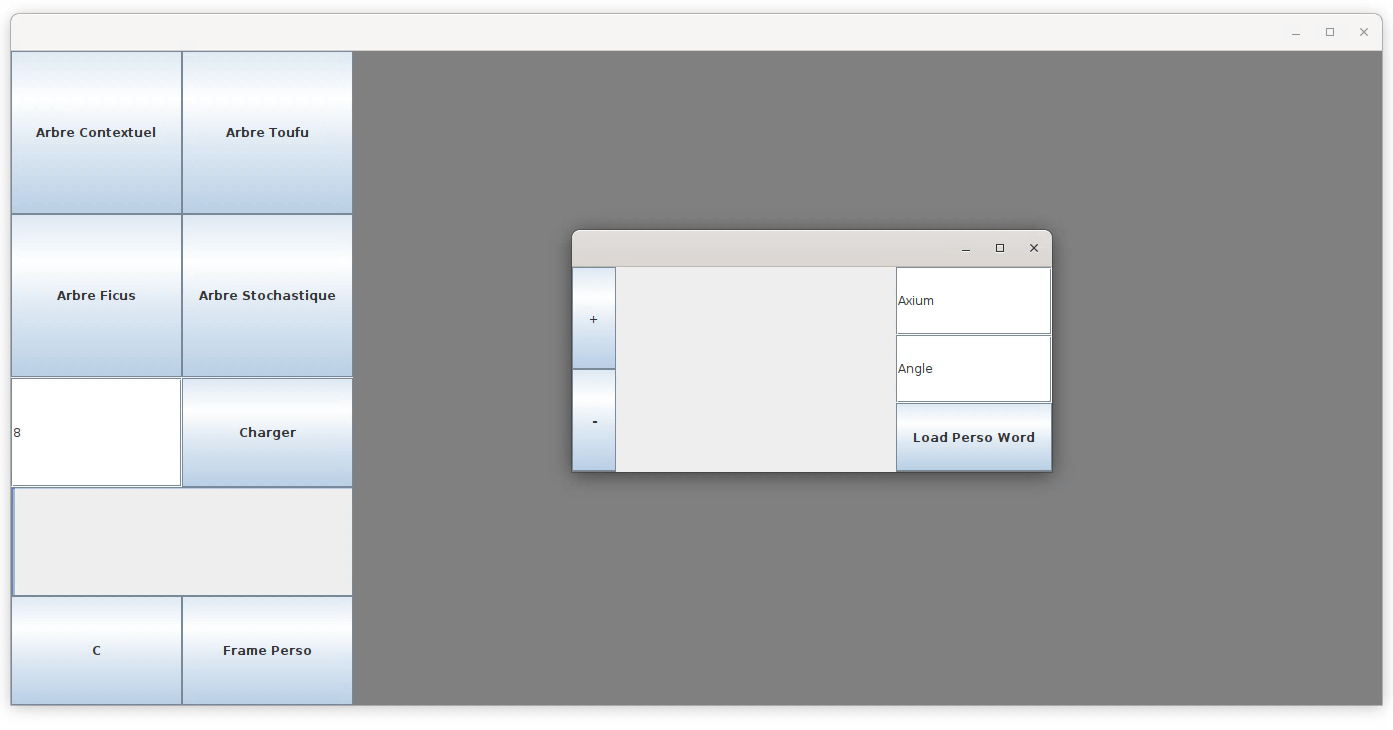 Arbre Contextuel
Arbre Toufu
Arbre Ficus
Arbre Stochastique
8
Charger
C
Frame Perso
+
-
Axium
Angle
Load Perso Word